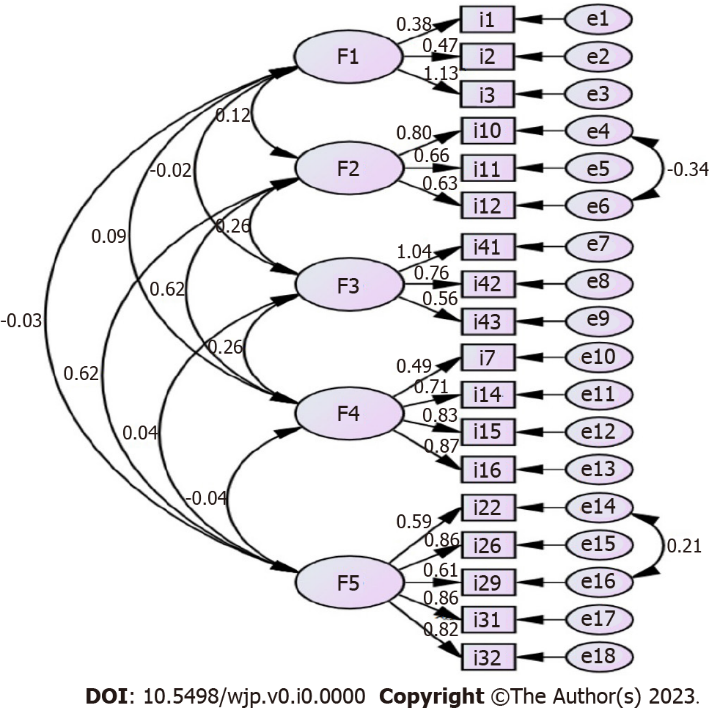 0.38 i1 e1
F1 0.47 i2 e2
1.13 i3 e3
0.12
0.80 i10 e4
F2 0.66 i11 e5 -0.34
-0.02
0.63 i12 e6
0.26
0.09
1.04 i41 e7
F3 0.76 i42 e8
0.62
0.56 i43 e9
-0.03
0.26
0.49 i7 e10
0.62
0.71 i14 e11
F4 0.83 i15 e12
0.04
0.87 i16 e13
-0.04
0.59 i22 e14
0.86 i26 e15 0.21
F5 0.61 i29 e16
0.86 i31 e17
0.82 i32 e18
DOI: 10.5498/wjp.v0.i0.0000 Copyright ©The Author(s) 2023.